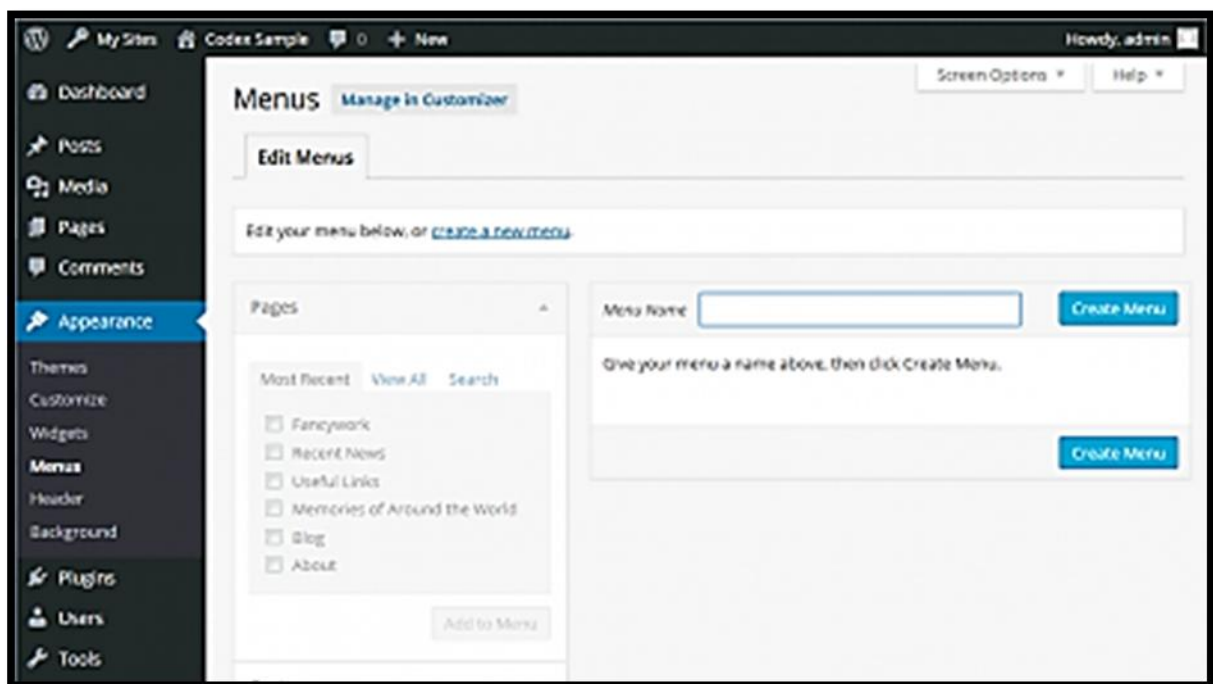 My Sites Codex Sample 0 + New Howdy, admin
Screen Options Help
Dashboard
Posts
Media
Pages
Comments
Appearance
Themes
Customize
Widgets
Menus
Header
Background
Plugins
Users
Tools
Menus Manage in Customizer
Edit Menus
Edit your menu below, or create a new menu.
Pages
Most Recent View All Search
Fancywork
Recent News
Useful Links
Memories of Around the World
Blog
About
Add to Menu
Menu Name Create Menu
Give your menu a name above, then click Create Menu.
Create Menu